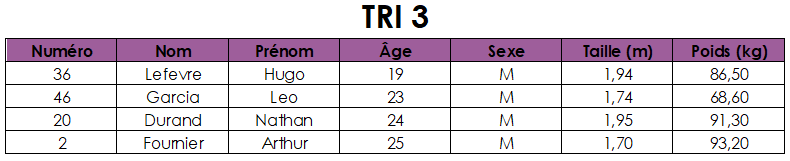 TRI 3
Numéro Nom Prénom Âge Sexe Taille (m) Poids (kg)
36 Lefevre Hugo 19 M 1,94 86,50
46 Garcia Leo 23 M 1,74 68,60
20 Durand Nathan 24 M 1,95 91,30
2 Fournier Arthur 25 M 1,70 93,20